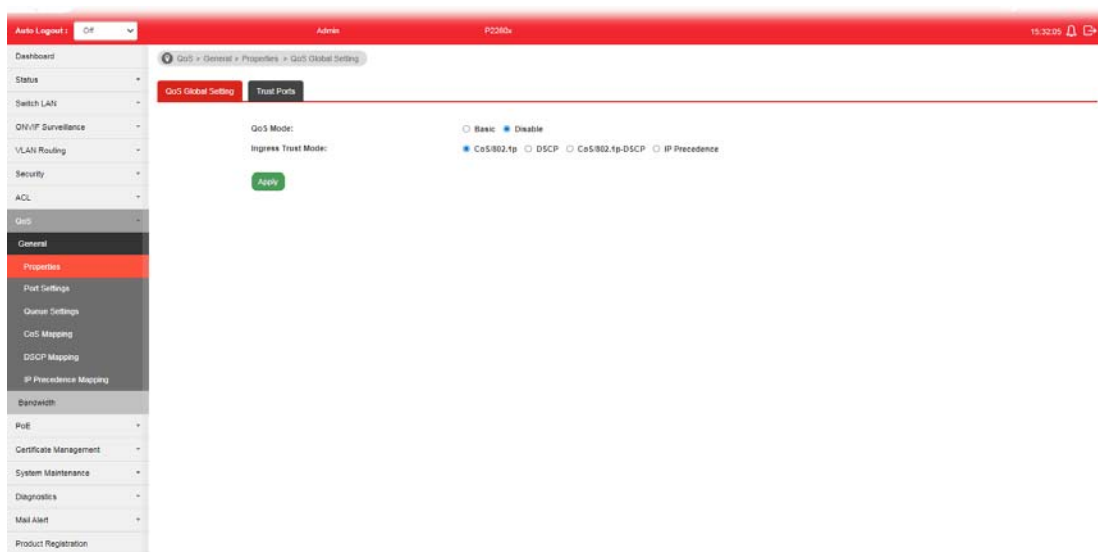 Auto Logout : Off Admin P2280x 15:32:05
QoS » General » Properties » QoS Global Setting
QoS Global Setting Trust Ports
QoS Mode: Basic Disable
Ingress Trust Mode: CoS/802.1p DSCP CoS/802.1p-DSCP IP Precedence
Apply
Dashboard
Status
Switch LAN
ONVIF Surveillance
VLAN Routing
Security
ACL
QoS
General
Properties
Port Settings
Queue Settings
CoS Mapping
DSCP Mapping
IP Precedence Mapping
Bandwidth
PoE
Certificate Management
System Maintenance
Diagnostics
Mail Alert
Product Registration